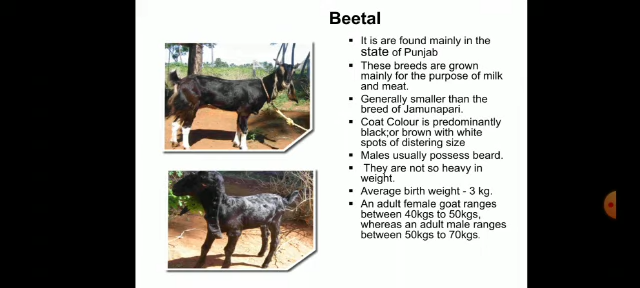 Beetal
▪ It is are found mainly in the
state of Punjab
▪ These breeds are grown
mainly for the purpose of milk
and meat.
▪ Generally smaller than the
breed of Jamunapari.
▪ Coat Colour is predominantly
black;or brown with white
spots of distering size
▪ Males usually possess beard.
▪ They are not so heavy in
weight.
▪ Average birth weight - 3 kg.
▪ An adult female goat ranges
between 40kgs to 50kgs,
whereas an adult male ranges
between 50kgs to 70kgs.